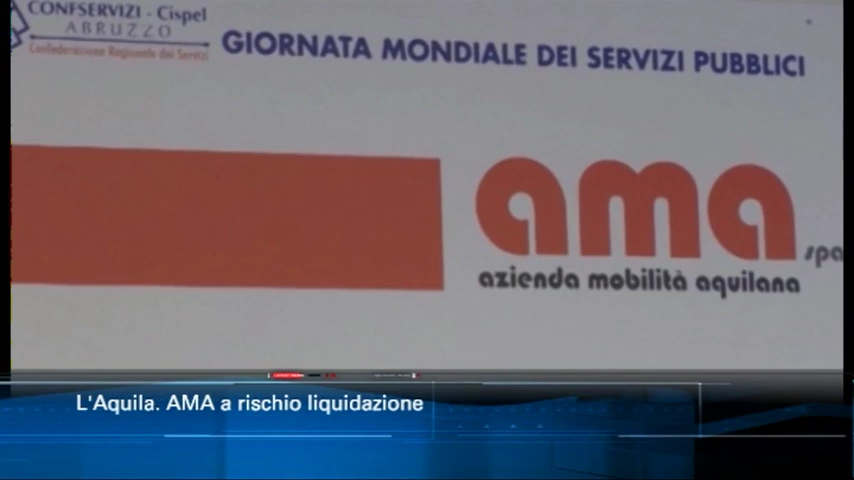 CONFSERVIZI - Cispel
ABRUZZO
Confederazione Regionale dei Servizi
GIORNATA MONDIALE DEI SERVIZI PUBBLICI
ama spa
azienda mobilità aquilana
L'Aquila. AMA a rischio liquidazione